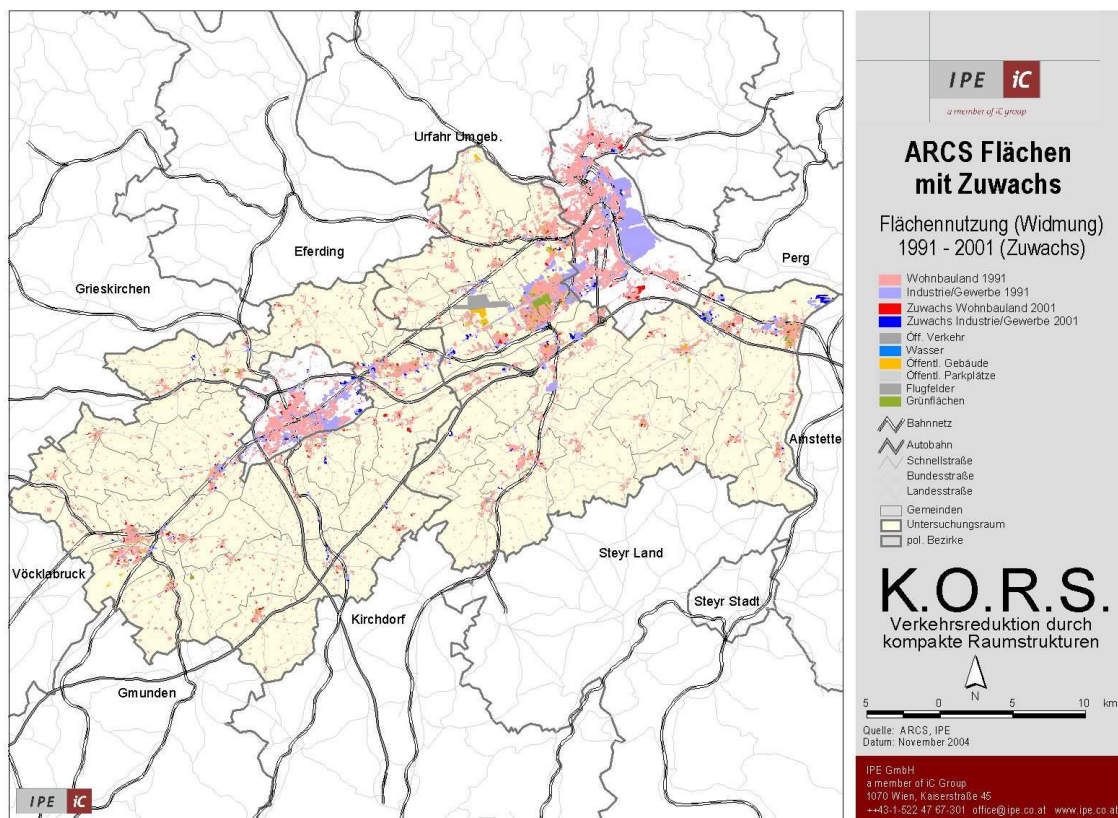 Urfahr Umgeb.
Eferding
Perg
Grieskirchen
Amstette
Steyr Land
Vöcklabruck
Steyr Stadt
Kirchdorf
Gmunden
IPE iC
IPE iC
a member of iC group
ARCS Flächen
mit Zuwachs
Flächennutzung (Widmung)
1991 - 2001 (Zuwachs)
Wohnbauland 1991
Industrie/Gewerbe 1991
Zuwachs Wohnbauland 2001
Zuwachs Industrie/Gewerbe 2001
Öff. Verkehr
Wasser
Öffentl. Gebäude
Öffentl. Parkplätze
Flugfelder
Grünflächen
Bahnnetz
Autobahn
Schnellstraße
Bundesstraße
Landesstraße
Gemeinden
Untersuchungsraum
pol. Bezirke
K.O.R.S.
Verkehrsreduktion durch
kompakte Raumstrukturen
N
5 0 5 10 km
Quelle: ARCS, IPE
Datum: November 2004
IPE GmbH
a member of iC Group
1070 Wien, Kaiserstraße 45
++43-1-522 47 67-301 office@ipe.co.at www.ipe.co.at